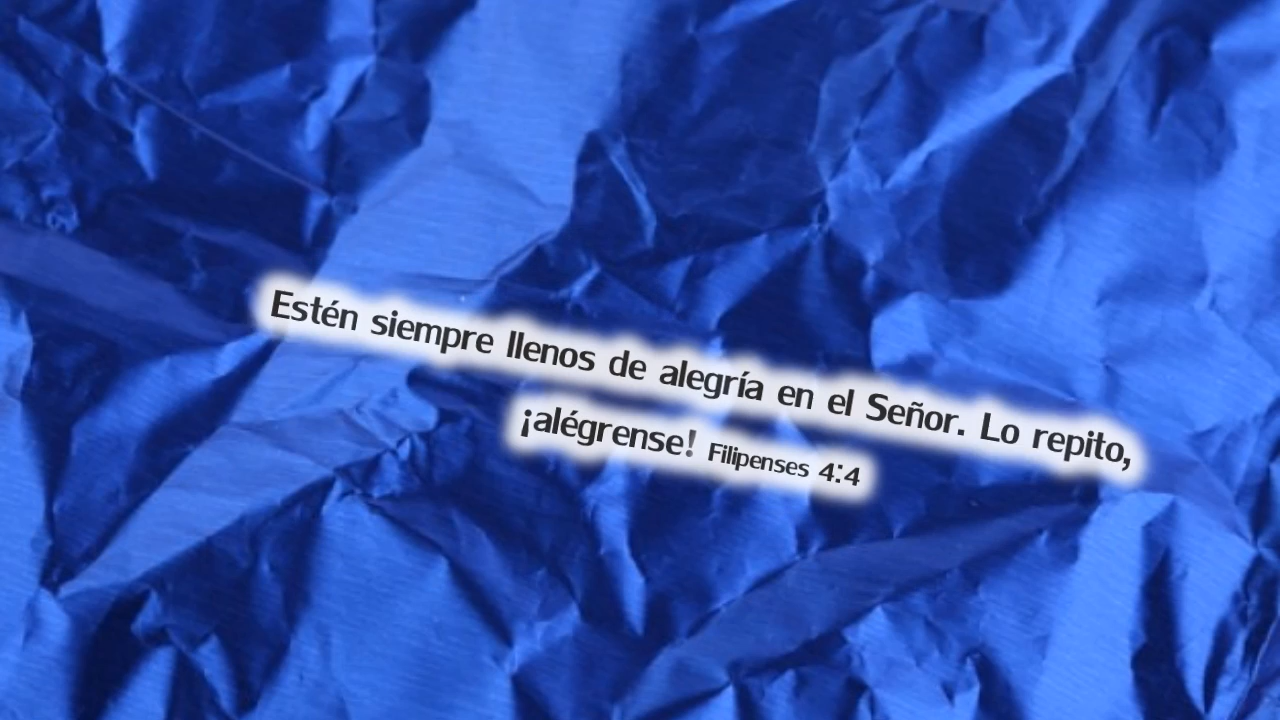 Estén siempre llenos de alegría en el Señor. Lo repito,
¡alégrense! Filipenses 4:4